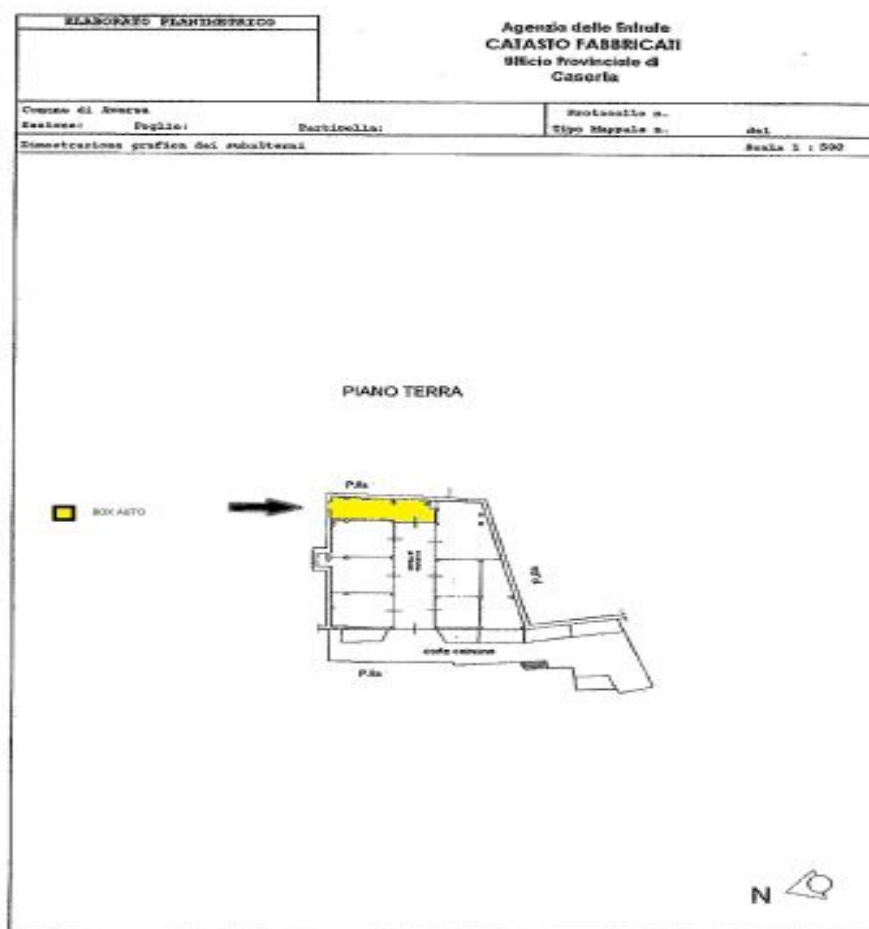 ELABORATO PLANIMETRICO
Agenzia delle Entrate
CATASTO FABBRICATI
Ufficio Provinciale di
Caserta
Comune di Aversa
Sezione: Foglio: Particella:
Protocollo n.
Tipo Mappale n. del
Dimostrazione grafica dei subalterni
Scala 1 : 500
PIANO TERRA
P.lla
BOX AUTO
P.lla
corte comune
P.lla
N